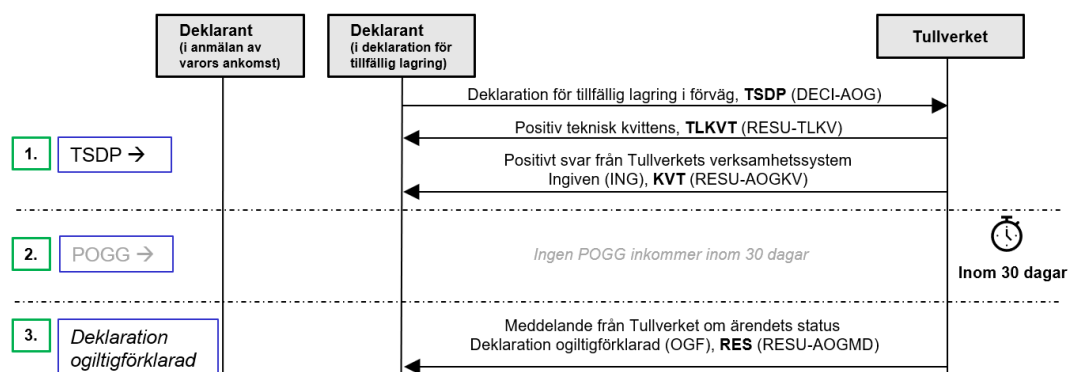 Deklarant
(i anmälan av
varors ankomst)
Deklarant
(i deklaration för
tillfällig lagring)
Tullverket
Deklaration för tillfällig lagring i förväg, TSDP (DECI-AOG)
Positiv teknisk kvittens, TLKVT (RESU-TLKV)
1.
TSDP →
Positivt svar från Tullverkets verksamhetssystem
Ingiven (ING), KVT (RESU-AOGKV)
2.
POGG →
Ingen POGG inkommer inom 30 dagar
Inom 30 dagar
3.
Deklaration
ogiltigförklarad
Meddelande från Tullverket om ärendets status
Deklaration ogiltigförklarad (OGF), RES (RESU-AOGMD)